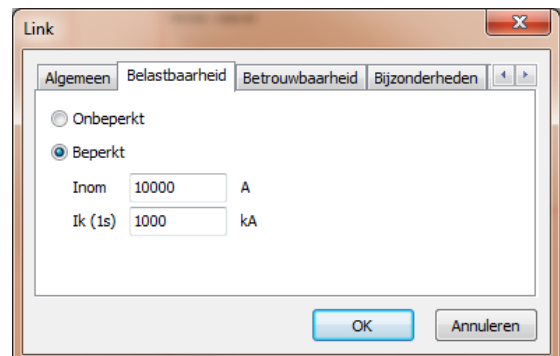 Link
Algemeen Belastbaarheid Betrouwbaarheid Bijzonderheden
Onbeperkt
Beperkt
Inom 10000 A
Ik (1s) 1000 kA
OK Annuleren